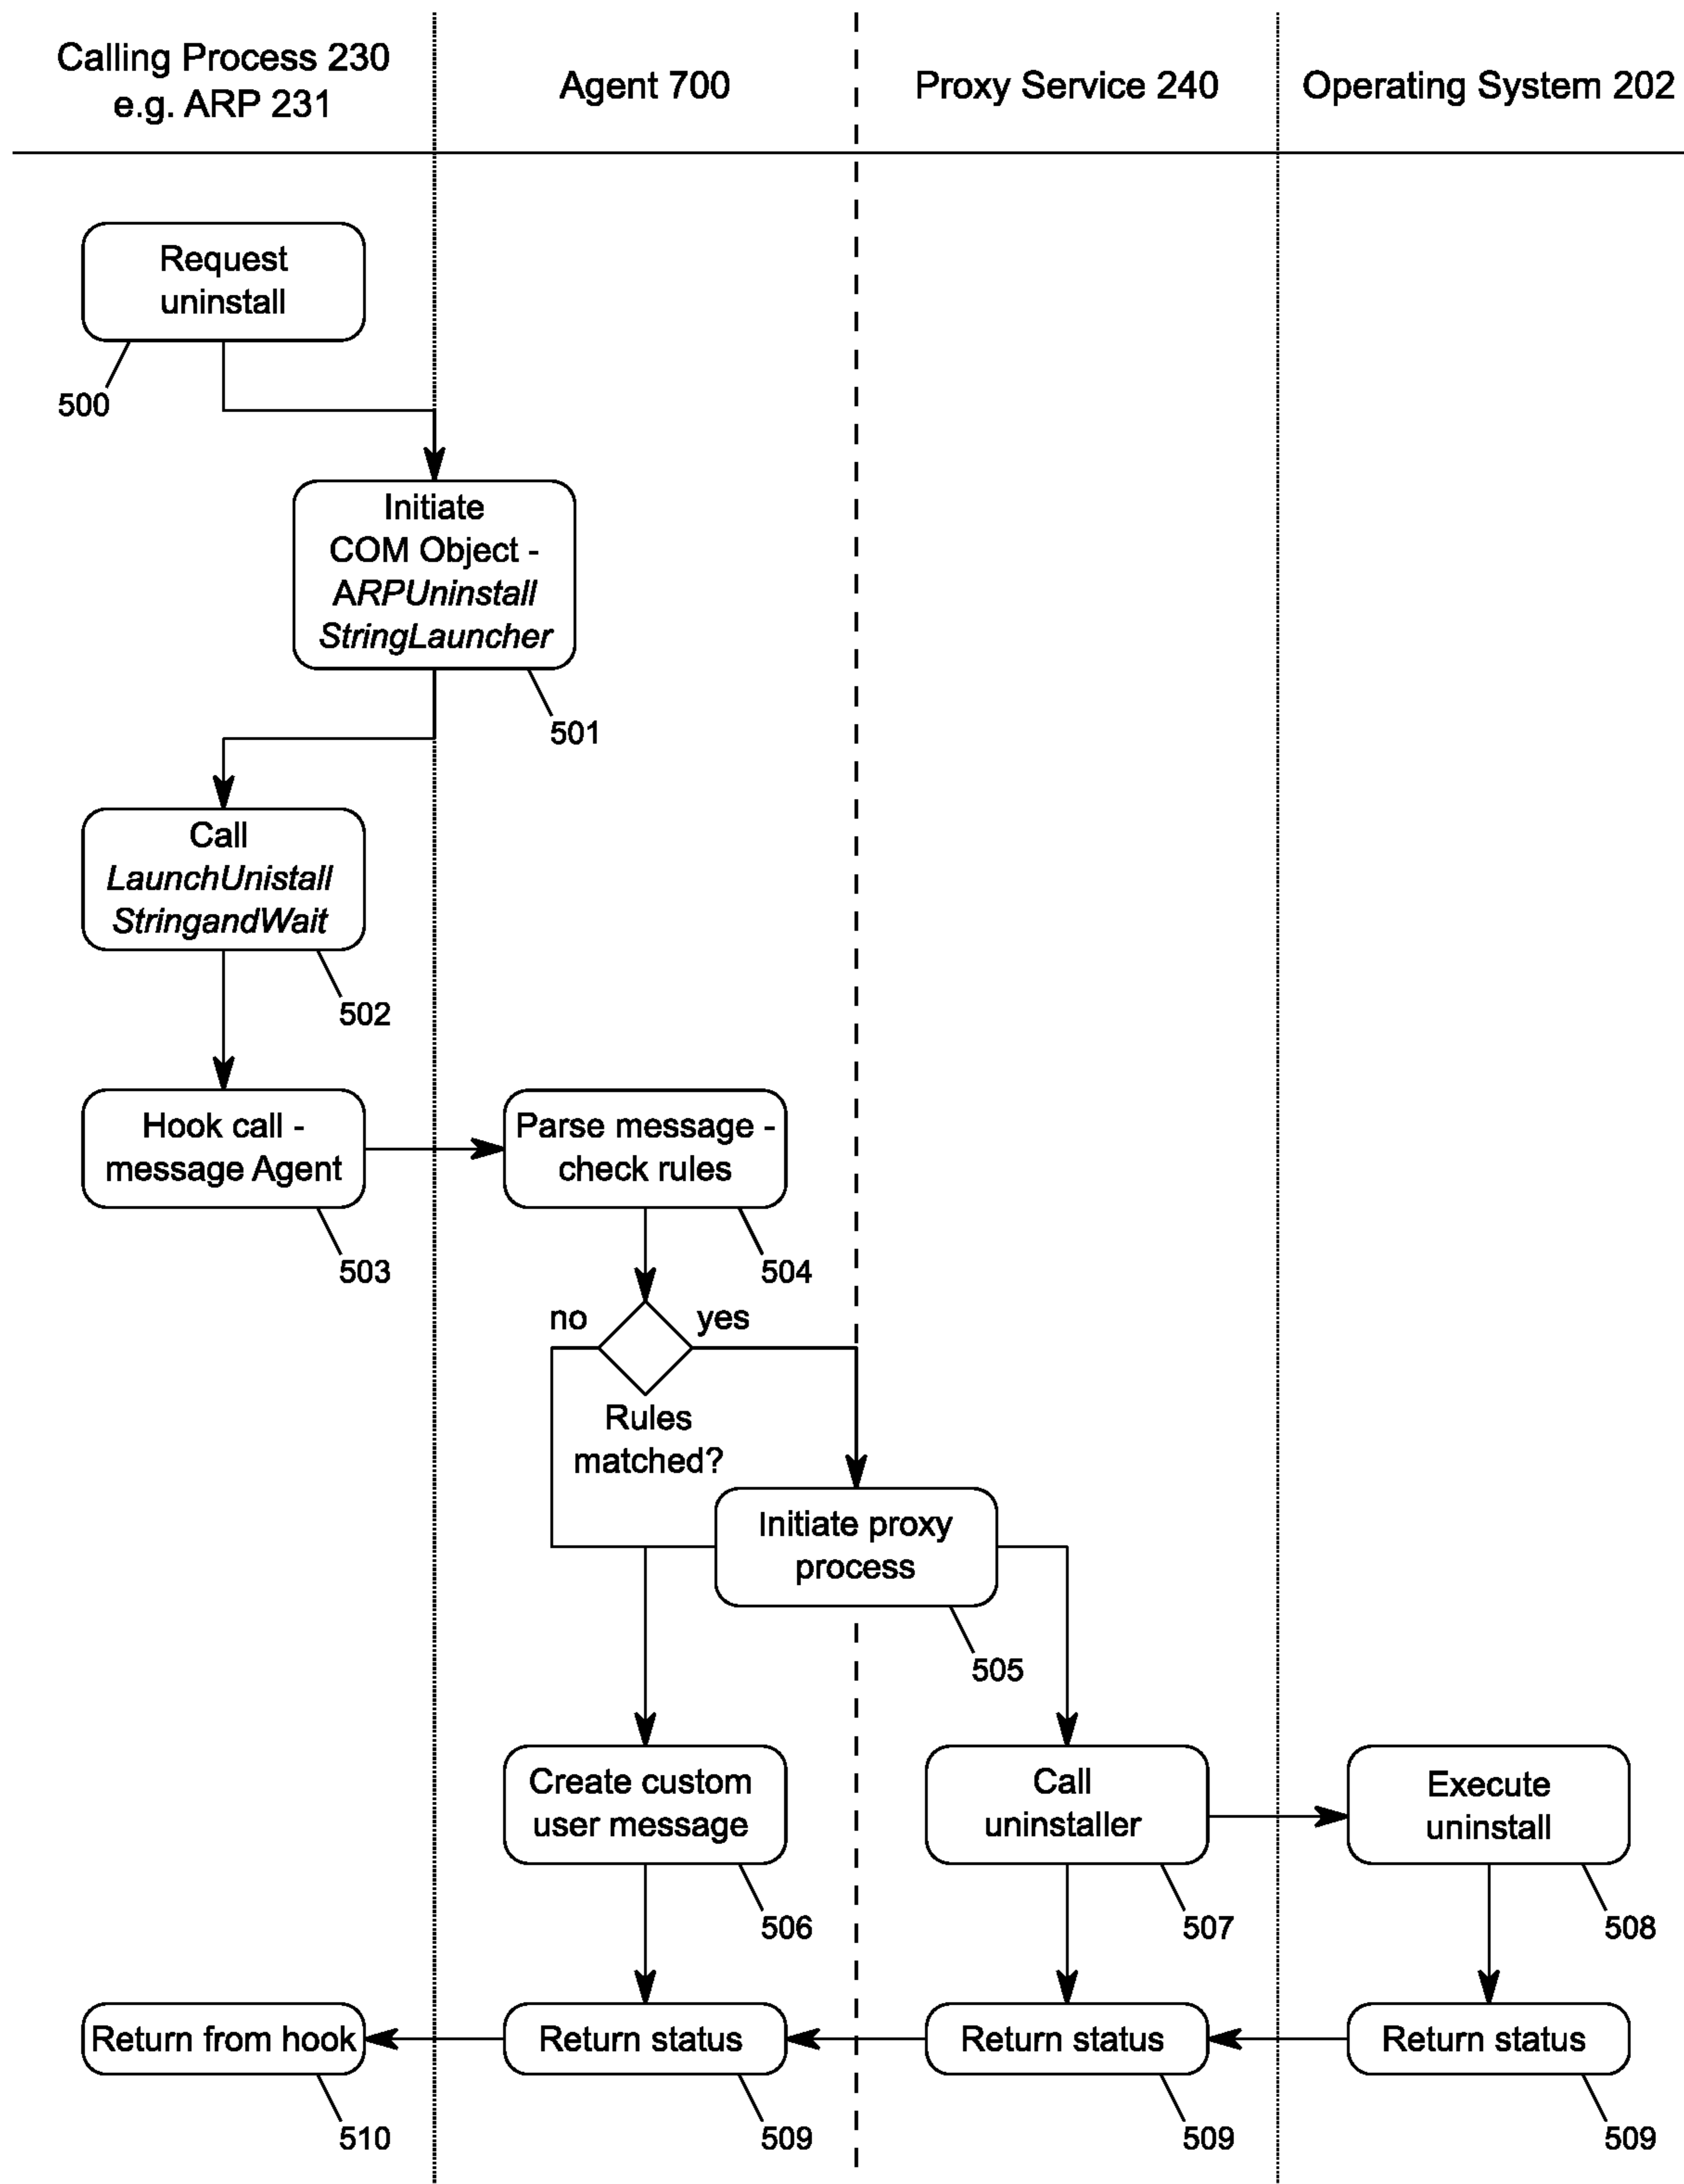 Calling Process 230
e.g. ARP 231
Agent 700
Proxy Service 240
Operating System 202
Request
uninstall
500
Initiate
COM Object -
ARPUninstall
StringLauncher
501
Call
LaunchUnistall
StringandWait
502
Hook call -
message Agent
503
Parse message -
check rules
504
no
yes
Rules
matched?
Initiate proxy
process
505
Create custom
user message
506
Call
uninstaller
507
Execute
uninstall
508
Return from hook
510
Return status
509
Return status
509
Return status
509